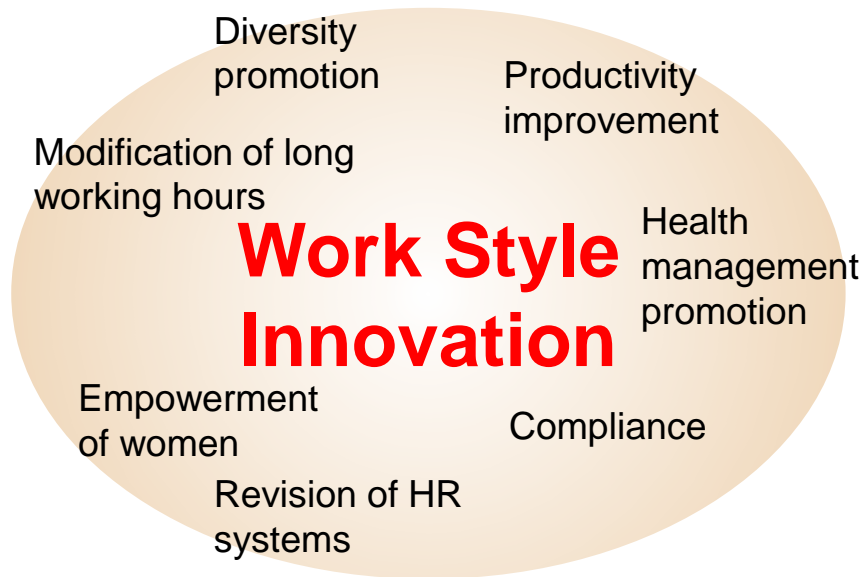 Diversity
promotion
Productivity
improvement
Modification of long
working hours
Work Style
Innovation
Health
management
promotion
Empowerment
of women
Compliance
Revision of HR
systems